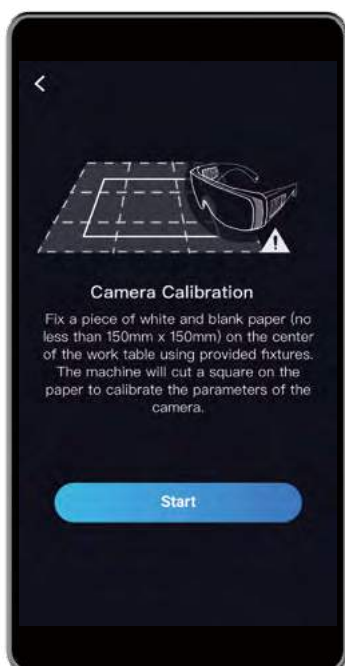 Camera Calibration
Fix a piece of white and blank paper (no
less than 150mm x 150mm) on the center
of the work table using provided fixtures.
The machine will cut a square on the
paper to calibrate the parameters of the
camera.
Start